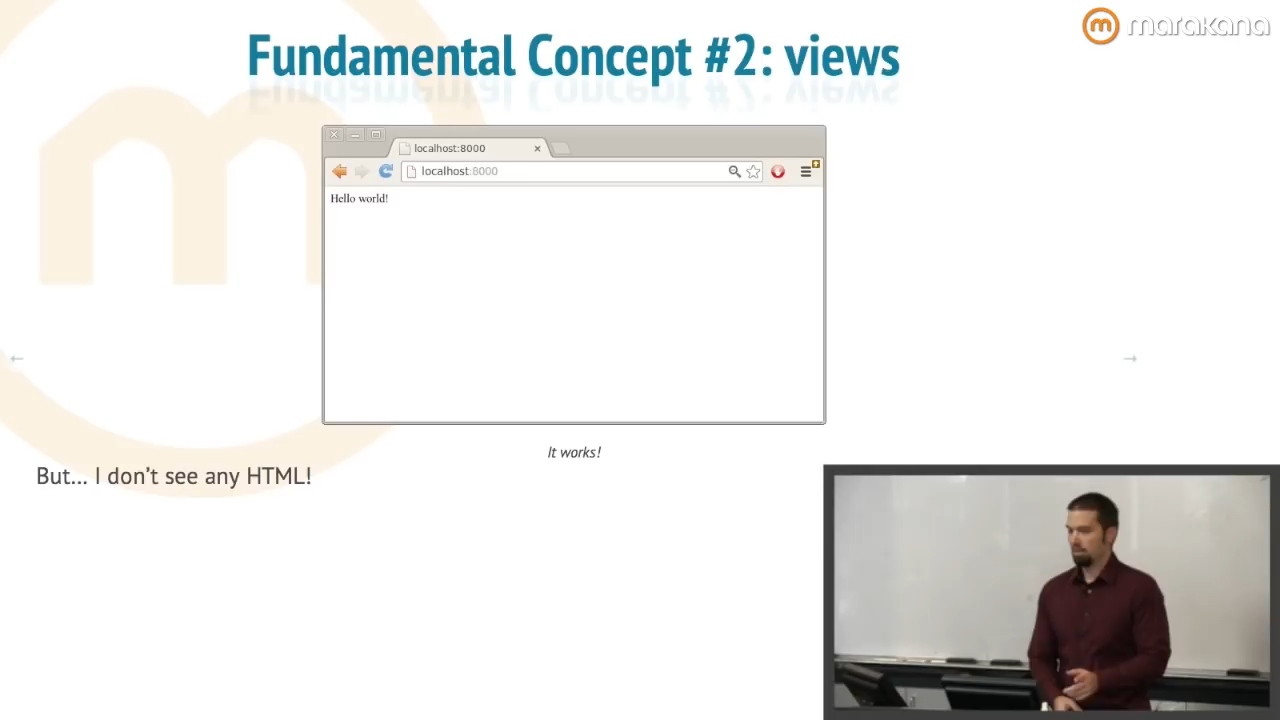 marakana
Fundamental Concept #2: views
localhost:8000
localhost:8000
Hello world!
It works!
But... I don't see any HTML!